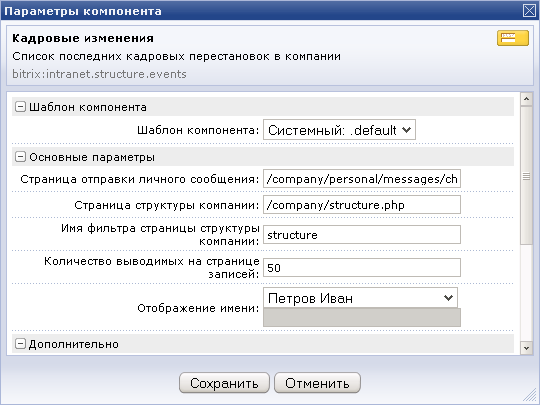 Параметры компонента
Кадровые изменения
Список последних кадровых перестановок в компании
bitrix:intranet.structure.events
Шаблон компонента
Шаблон компонента: Системный: .default
Основные параметры
Страница отправки личного сообщения: /company/personal/messages/ch
Страница структуры компании: /company/structure.php
Имя фильтра страницы структуры
компании: structure
Количество выводимых на странице
записей: 50
Отображение имени: Петров Иван
Дополнительно
Сохранить Отменить